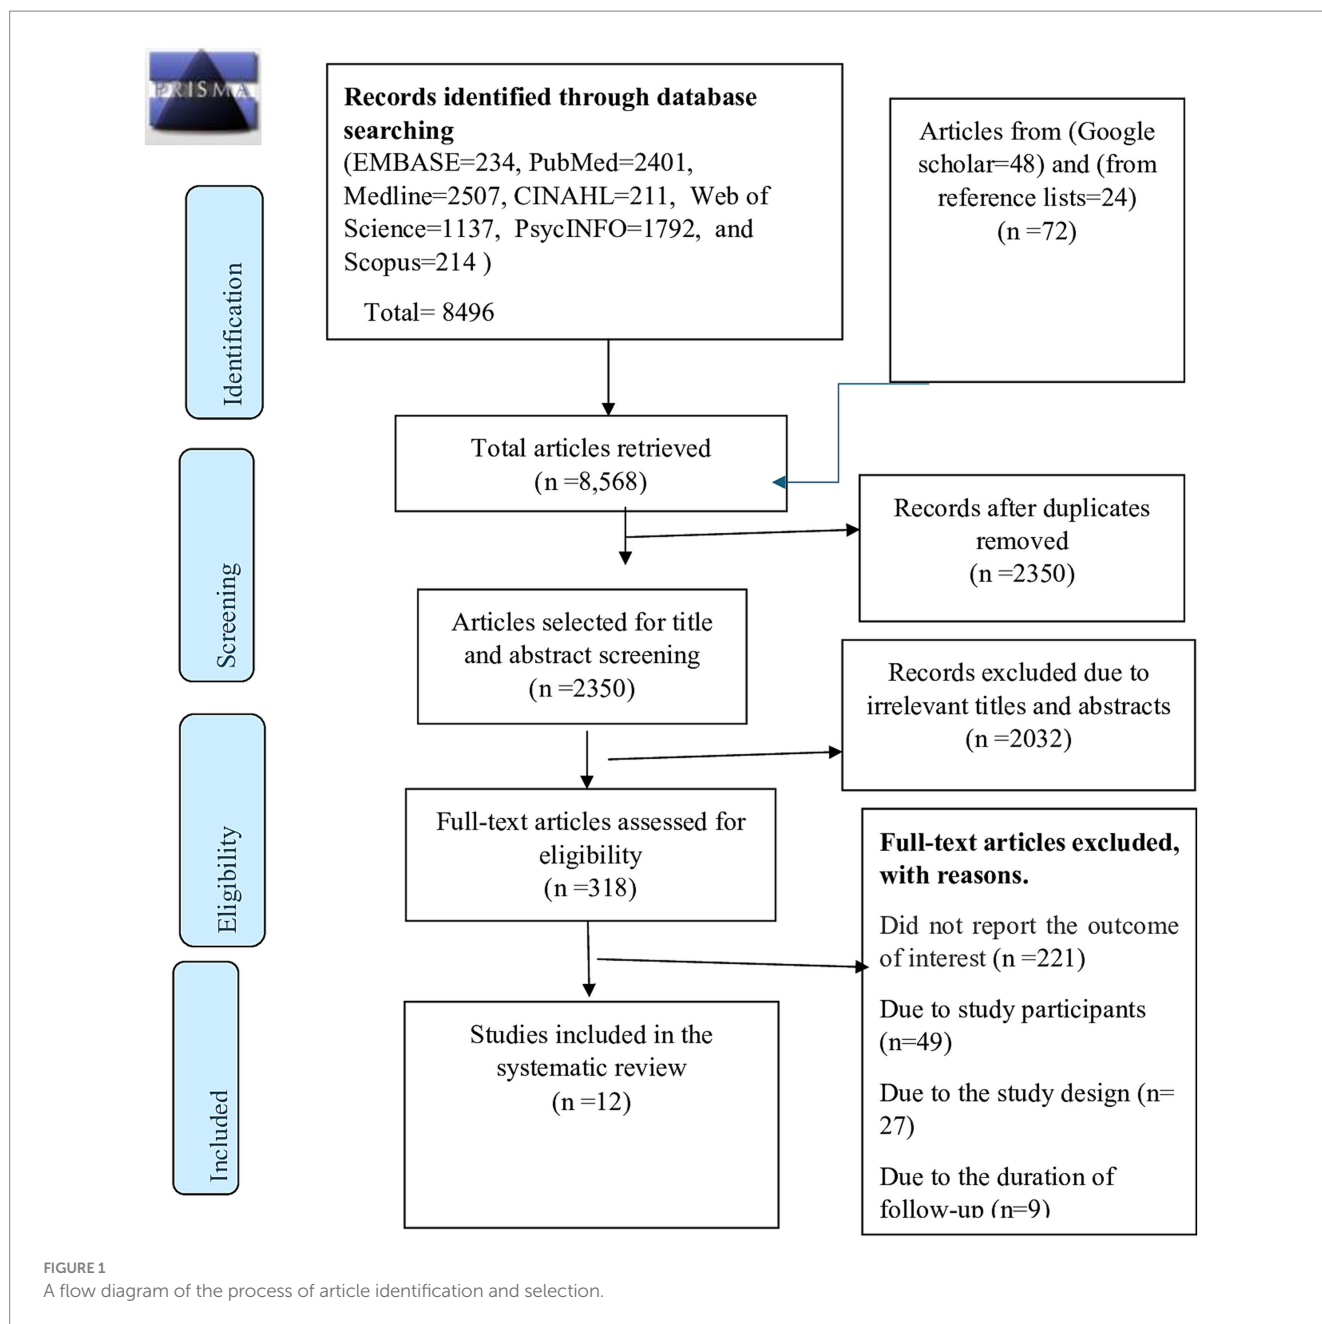 PRISMA
Records identified through database
searching
(EMBASE=234, PubMed=2401,
Medline=2507, CINAHL=211, Web of
Science=1137, PsycINFO=1792, and
Scopus=214 )
Total= 8496
Articles from (Google
scholar=48) and (from
reference lists=24)
(n =72)
Identification
Total articles retrieved
(n =8,568)
Records after duplicates
removed
(n =2350)
Screening
Articles selected for title
and abstract screening
(n =2350)
Records excluded due to
irrelevant titles and abstracts
(n =2032)
Eligibility
Full-text articles assessed for
eligibility
(n =318)
Full-text articles excluded,
with reasons.
Did not report the outcome
of interest (n =221)
Due to study participants
(n=49)
Due to the study design (n=
27)
Due to the duration of
follow-up (n=9)
Included
Studies included in the
systematic review
(n =12)
FIGURE 1
A flow diagram of the process of article identification and selection.